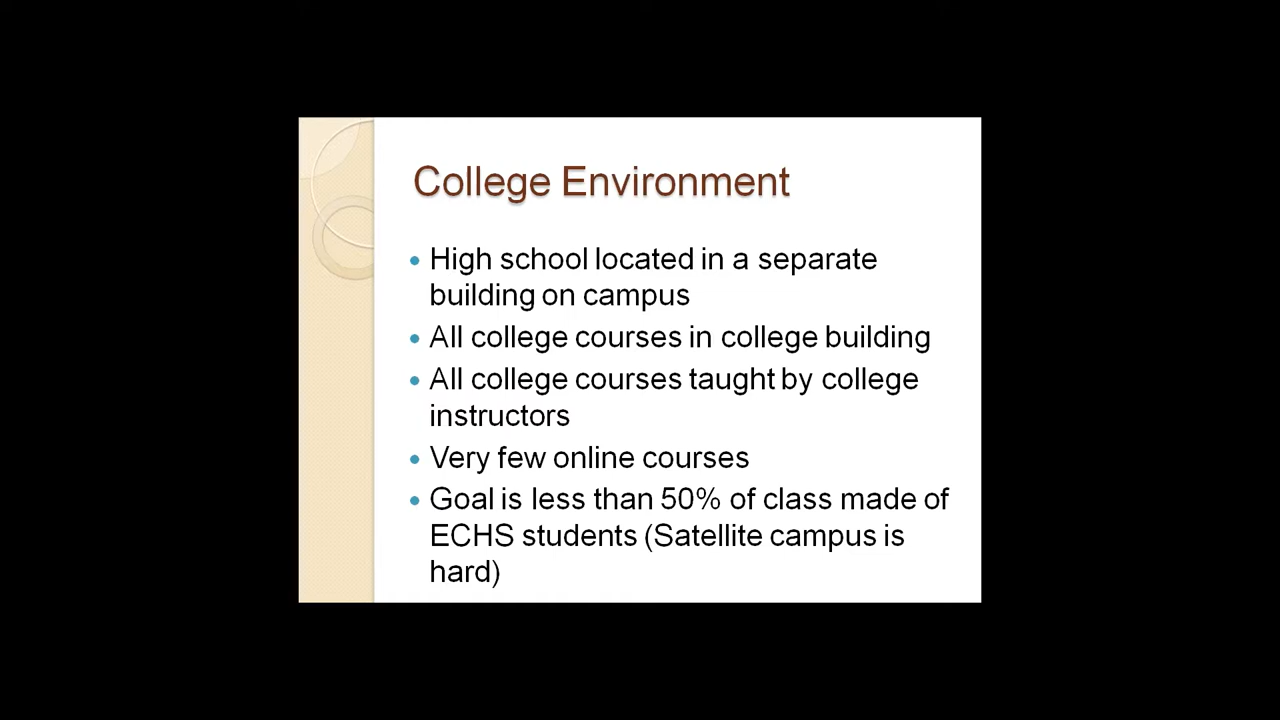 College Environment
• High school located in a separate
building on campus
• All college courses in college building
• All college courses taught by college
instructors
• Very few online courses
• Goal is less than 50% of class made of
ECHS students (Satellite campus is
hard)